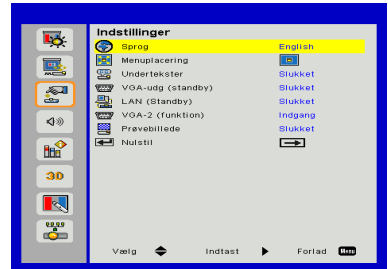 Indstillinger
Sprog English
Menuplacering
Undertekster Slukket
VGA-udg (standby) Slukket
LAN (Standby) Slukket
VGA-2 (funktion) Indgang
Prøvebillede Slukket
Nulstil
3D
Vælg Indtast Forlad Menu